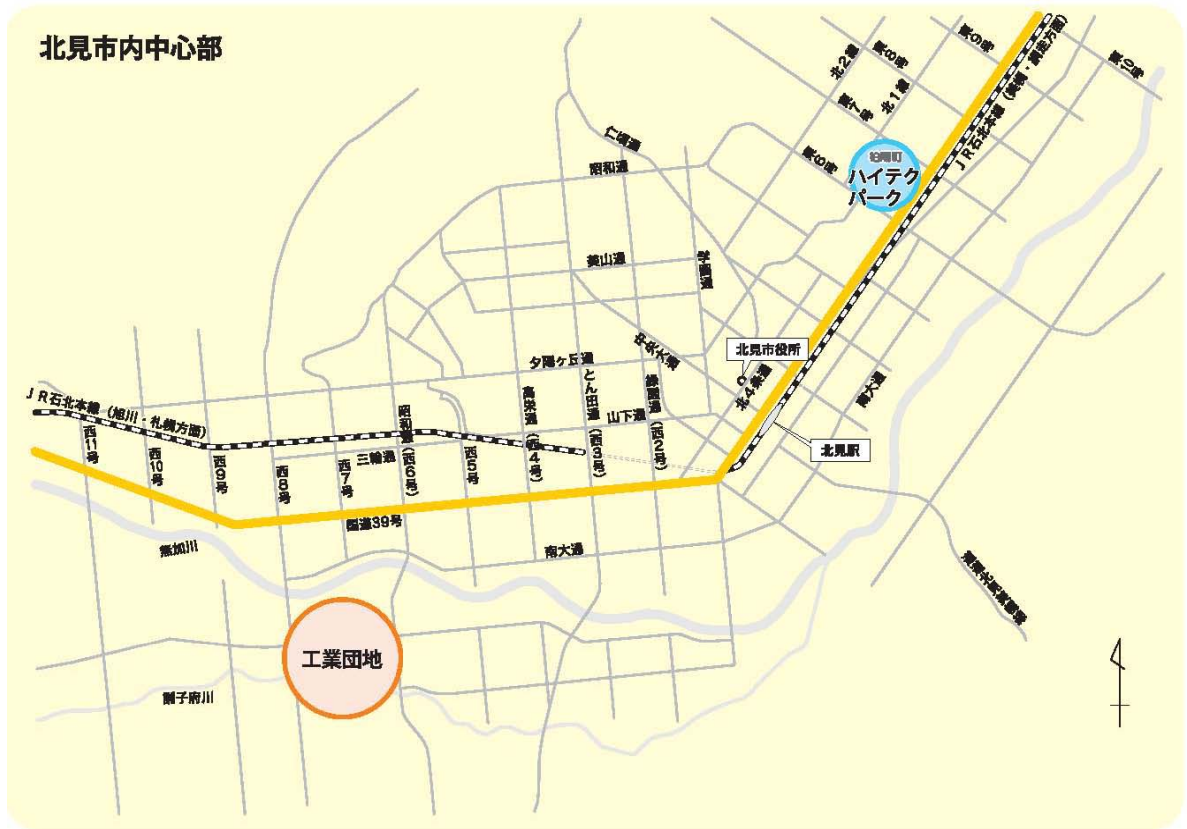 北見市内中心部
北2線
東8号
東9号
東10号
東7号
北1線
東6号
柏陽町
ハイテク
パーク
JR石北本線(美幌・網走方面)
仁頃通
昭和通
美山通
学園通
中央大通
北見市役所
北4条通
南大通
北見駅
夕陽ヶ丘通
とん田通(西3号)
高栄通(西4号)
緑園通(西2号)
山下通
昭和通(西6号)
三輪通
JR石北本線(旭川・札幌方面)
西11号
西10号
西9号
西8号
西7号
西5号
国道39号
無加川
南大通
工業団地
訓子府川